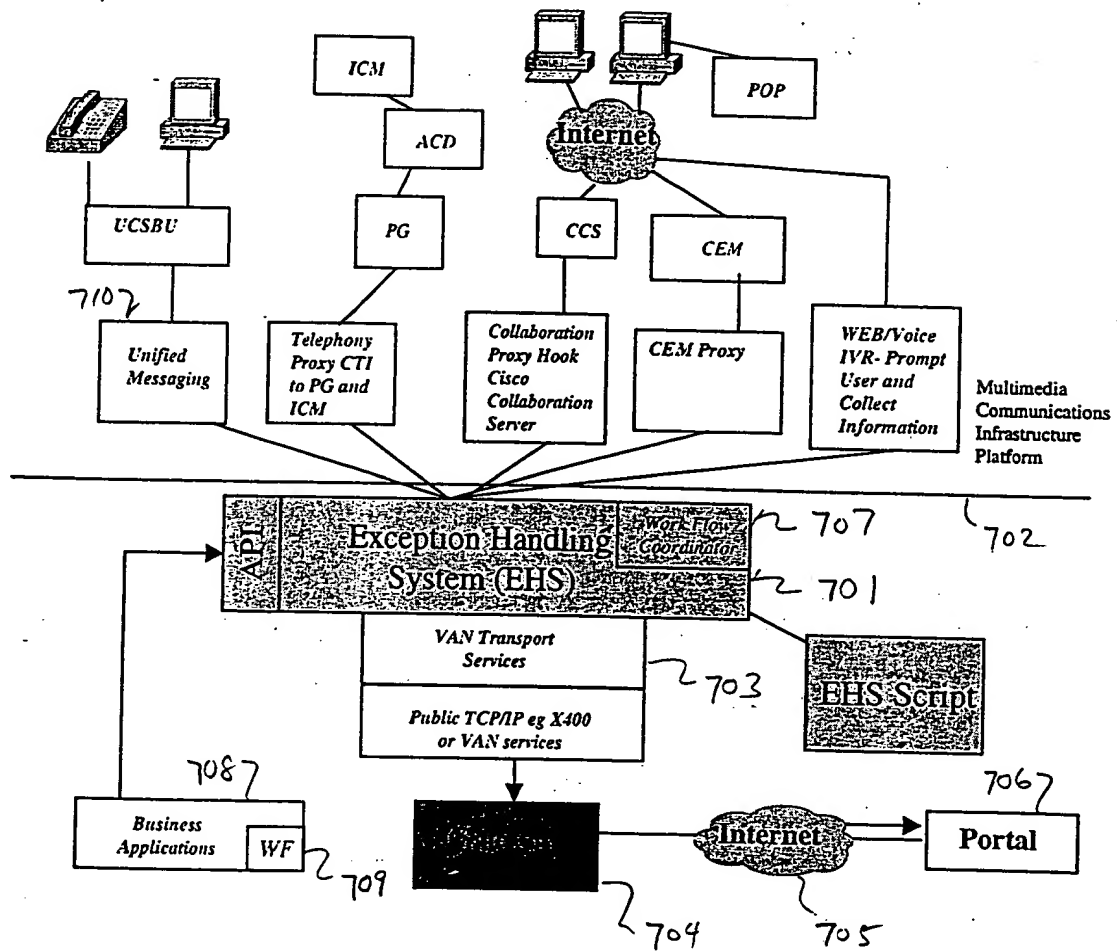 ICM
POP
ACD
Internet
UCSBU
PG
CCS
CEM
7102
Unified
Messaging
Telephony
Proxy CTI
to PG and
ICM
Collaboration
Proxy Hook
Cisco
Collaboration
Server
CEM Proxy
WEB/Voice
IVR- Prompt
User and
Collect
Information
Multimedia
Communications
Infrastructure
Platform
702
API
Exception Handling
System (EHS)
Work Flow
Coordinator
707
701
VAN Transport
Services
703
Public TCP/IP eg X400
or VAN services
EHS Script
708
Business
Applications
WF
709
704
Internet
705
706
Portal